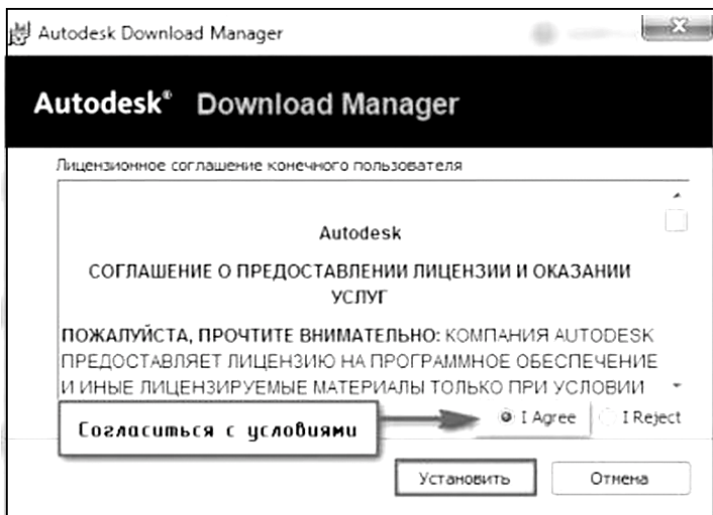 Autodesk Download Manager
Autodesk® Download Manager
Лицензионное соглашение конечного пользователя
Autodesk
СОГЛАШЕНИЕ О ПРЕДОСТАВЛЕНИИ ЛИЦЕНЗИИ И ОКАЗАНИИ
УСЛУГ
ПОЖАЛУЙСТА, ПРОЧТИТЕ ВНИМАТЕЛЬНО: КОМПАНИЯ AUTODESK
ПРЕДОСТАВЛЯЕТ ЛИЦЕНЗИЮ НА ПРОГРАММНОЕ ОБЕСПЕЧЕНИЕ
И ИНЫЕ ЛИЦЕНЗИРУЕМЫЕ МАТЕРИАЛЫ ТОЛЬКО ПРИ УСЛОВИИ
Согласиться с условиями
I Agree I Reject
Установить Отмена